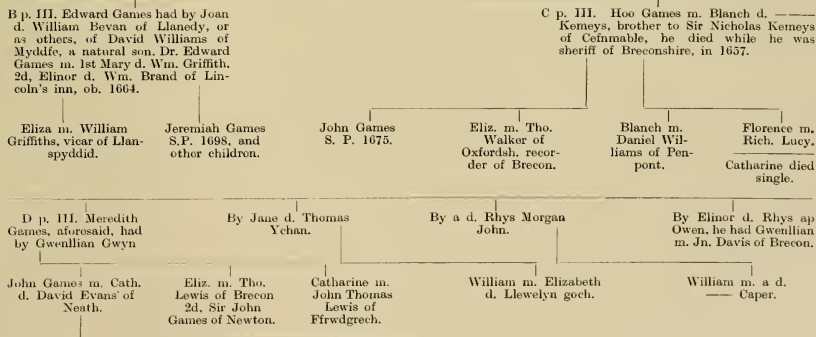 B p. III. Edward Games had by Joan
d. William Bevan of Llanedy, or
as others, of David Williams of
Myddfe, a natural son. Dr. Edward
Games m. 1st Mary d. Wm. Griffith.
2d, Elinor d. Wm. Brand of Lin-
coln's inn, ob. 1664.
C p. III. Hoo Games m. Blanch d. ——
Kemeys, brother to Sir Nicholas Kemeys
of Cefnmable, he died while he was
sheriff of Breconshire, in 1657.
Eliza m. William
Griffiths, vicar of Llan-
spyddid.
Jeremiah Games
S.P. 1698, and
other children.
John Games
S. P. 1675.
Eliz. m. Tho.
Walker of
Oxfordsh. recor-
der of Brecon.
Blanch m.
Daniel Wil-
liams of Pen-
pont.
Florence m.
Rich. Lucy.
Catharine died
single.
D p. III. Meredith
Games, aforesaid, had
by Gwenllian Gwyn
By Jane d. Thomas
Ychan.
By a d. Rhys Morgan
John.
By Elinor d. Rhys ap
Owen, he had Gwenllian
m. Jn. Davis of Brecon.
John Games m. Cath.
d. David Evans of
Neath.
Eliz. m. Tho.
Lewis of Brecon
2d, Sir John
Games of Newton.
Catharine m.
John Thomas
Lewis of
Ffrwdgrech.
William m. Elizabeth
d. Llewelyn goch.
William m. a d.
—— Caper.